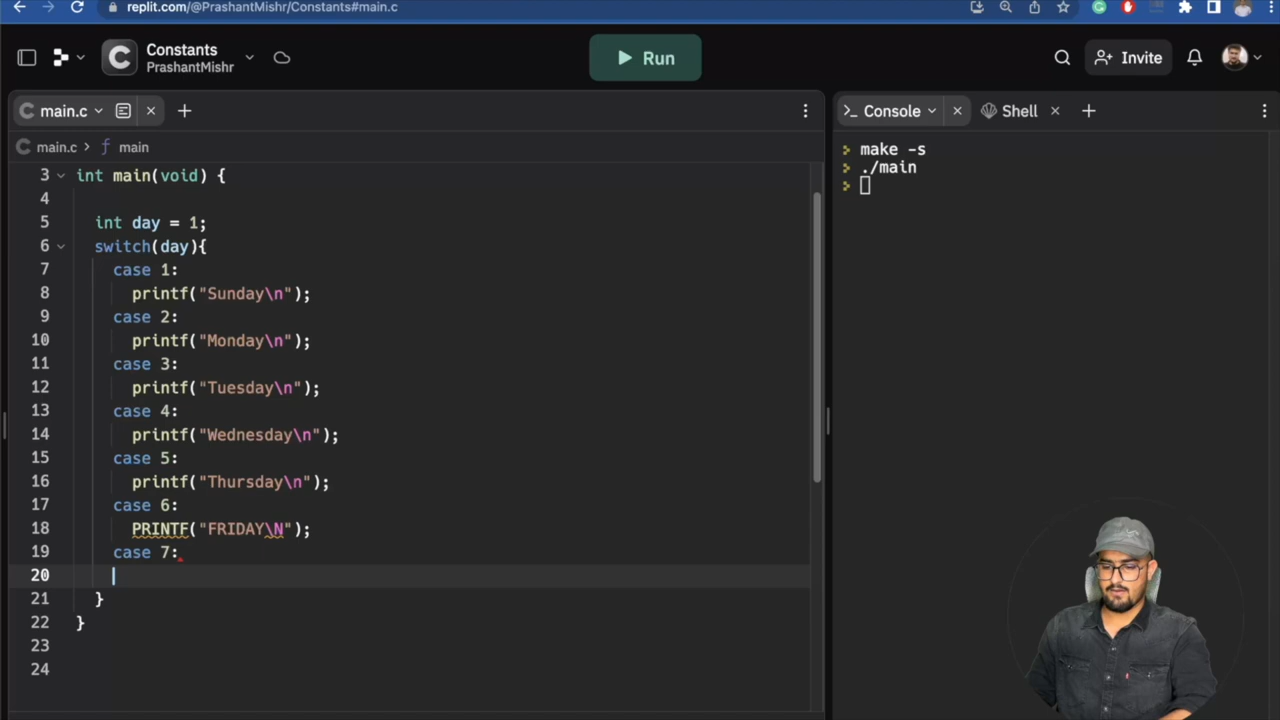 replit.com/@PrashantMishr/Constants#main.c
Constants
PrashantMishr
Run
Invite
main.c
Console
Shell
main.c > f main
make -s
./main
3 int main(void) {
4
5 int day = 1;
6 switch(day){
7 case 1:
8 printf("Sunday\n");
9 case 2:
10 printf("Monday\n");
11 case 3:
12 printf("Tuesday\n");
13 case 4:
14 printf("Wednesday\n");
15 case 5:
16 printf("Thursday\n");
17 case 6:
18 PRINTF("FRIDAY\N");
19 case 7:
20
21 }
22 }
23
24